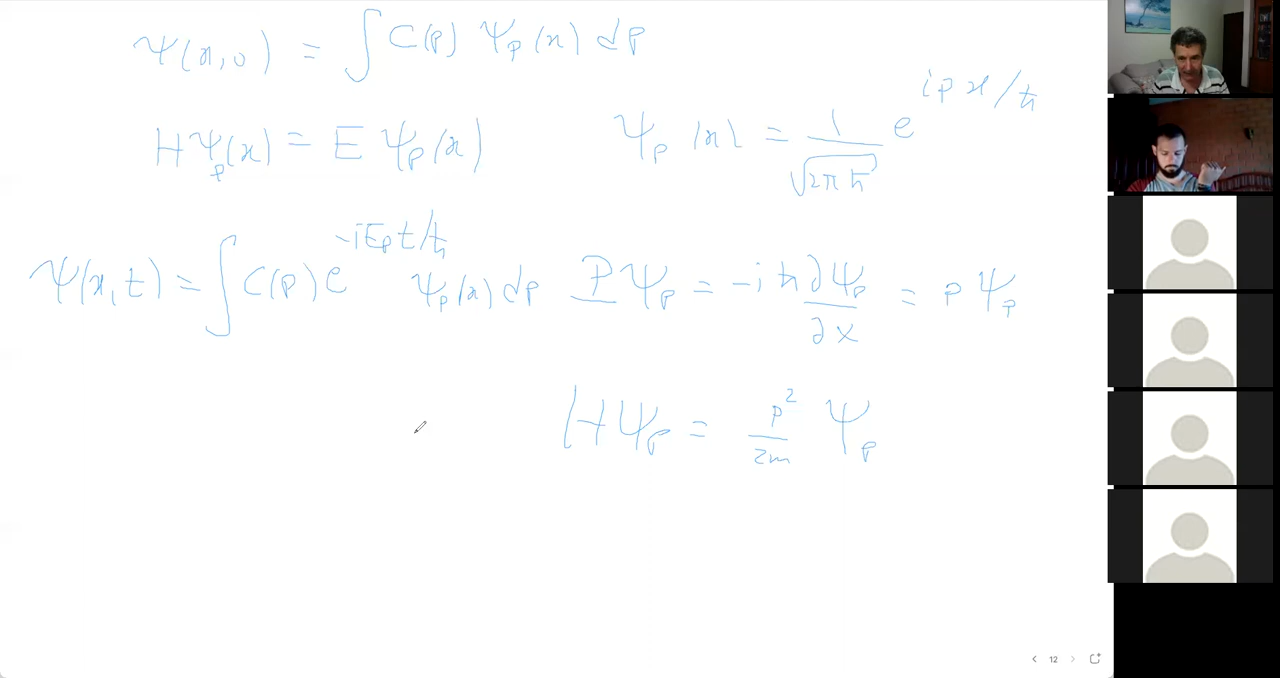 Ψ(x,0) = ∫ C(p) Ψ_p(x) dp
HΨ_p(x) = E Ψ_p(x)
Ψ_p(x) = 1/√(2πħ) e^{ipx/ħ}
Ψ(x,t) = ∫ C(p) e^{-iE_p t/ħ} Ψ_p(x) dp
P Ψ_p = -iħ ∂Ψ_p/∂x = p Ψ_p
HΨ_p = p²/2m Ψ_p
< 12 >